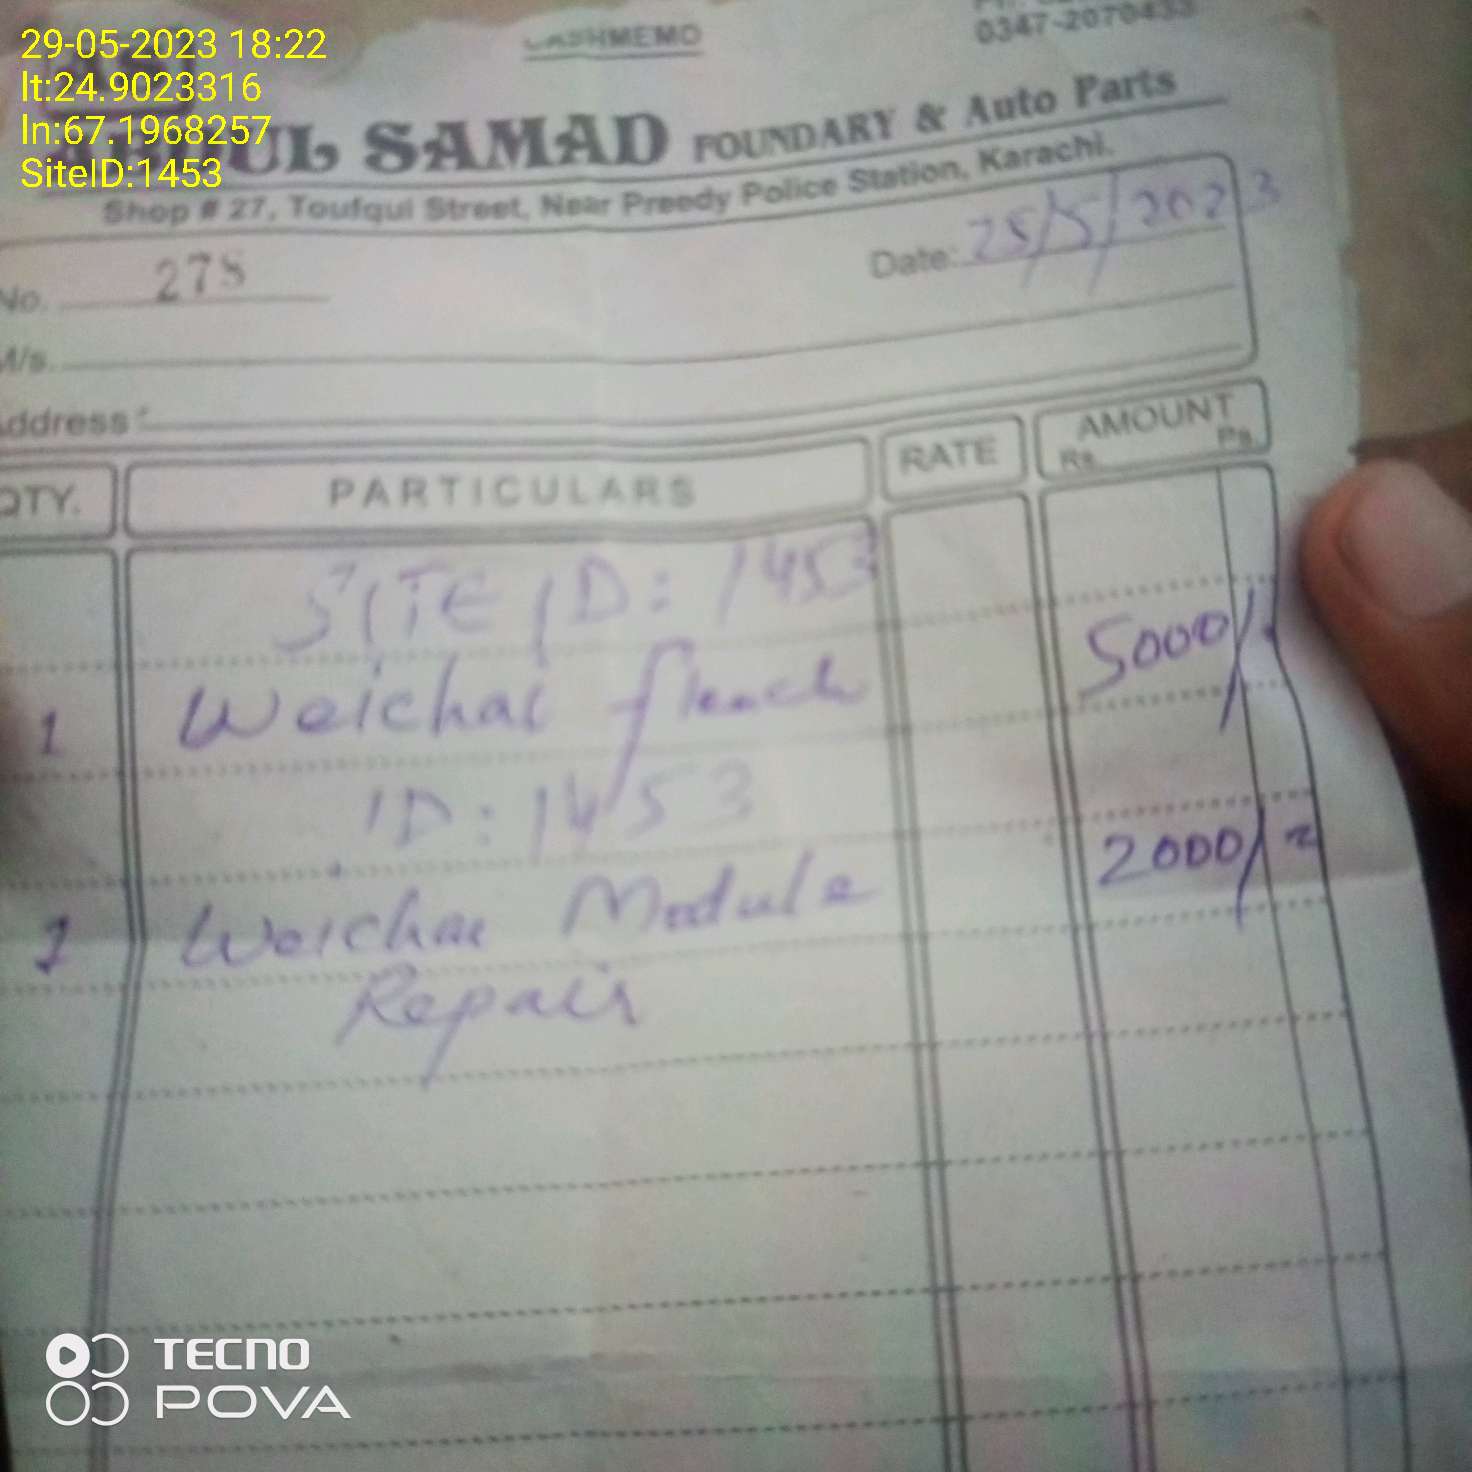 29-05-2023 18:22
lt:24.9023316
ln:67.1968257
SiteID:1453
CASHMEMO
0347-2070433
UL SAMAD FOUNDARY & Auto Parts
Shop # 27, Toufqui Street, Near Preedy Police Station, Karachi.
No. 278 Date: 25/5/2023
M/s.
Address
QTY. PARTICULARS RATE AMOUNT
Rs. Ps.
SITE ID: 1453
1 Weichai 5000/
ID: 1453
Weichai Module 2000/
Repair
TECNO
POVA